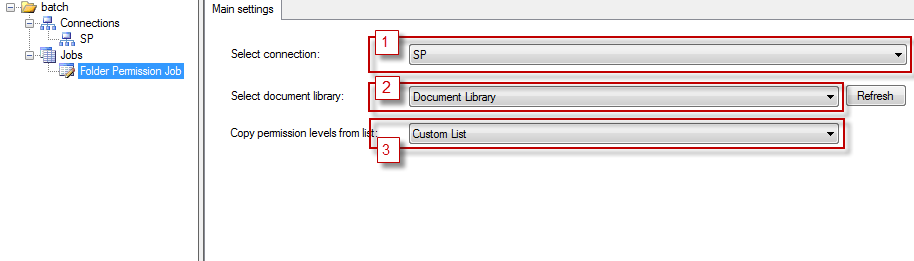 batch
Connections
SP
Jobs
Folder Permission Job
Main settings
1
Select connection:
SP
2
Select document library:
Document Library
Refresh
Copy permission levels from list:
Custom List
3